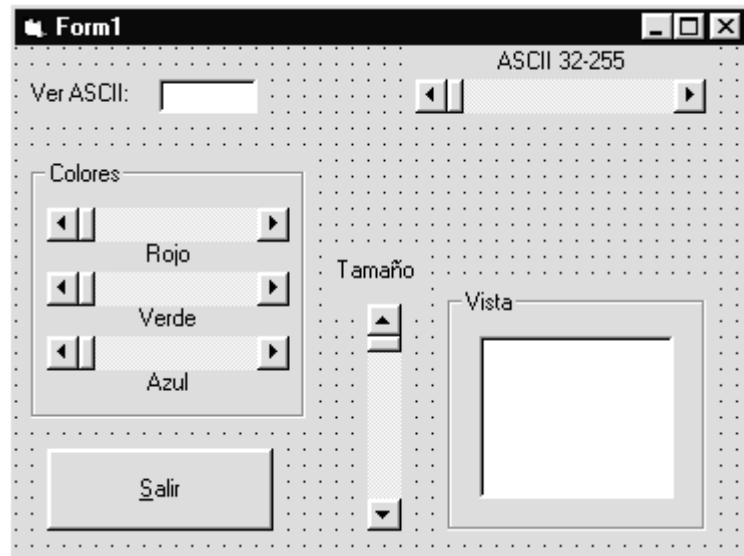 Form1
ASCII 32-255
Ver ASCII:
Colores
Rojo
Verde
Azul
Tamaño
Vista
Salir